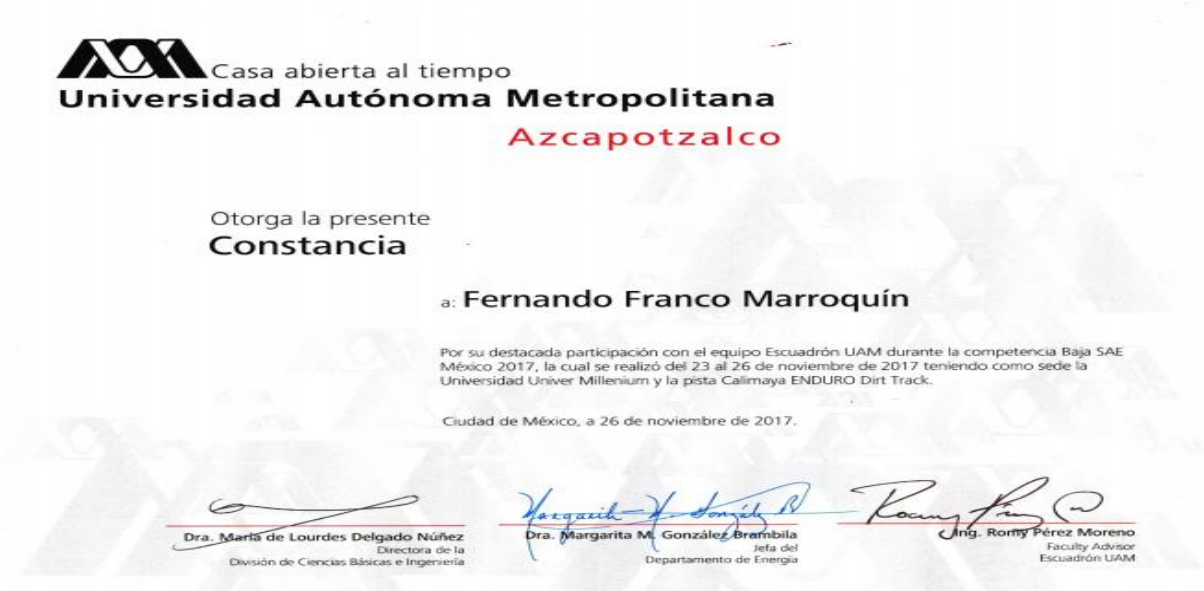 Casa abierta al tiempo
Universidad Autónoma Metropolitana
Azcapotzalco
Otorga la presente
Constancia
a: Fernando Franco Marroquín
Por su destacada participación con el equipo Escuadrón UAM durante la competencia Baja SAE
México 2017, la cual se realizó del 23 al 26 de noviembre de 2017 teniendo como sede la
Universidad Univer Millenium y la pista Calimaya ENDURO Dirt Track.
Ciudad de México, a 26 de noviembre de 2017.
Margarita M González B
Romy Pérez
Dra. María de Lourdes Delgado Núñez
Directora de la
División de Ciencias Básicas e Ingeniería
Dra. Margarita M. González Brambila
Jefa del
Departamento de Energía
Ing. Romy Pérez Moreno
Faculty Advisor
Escuadrón UAM